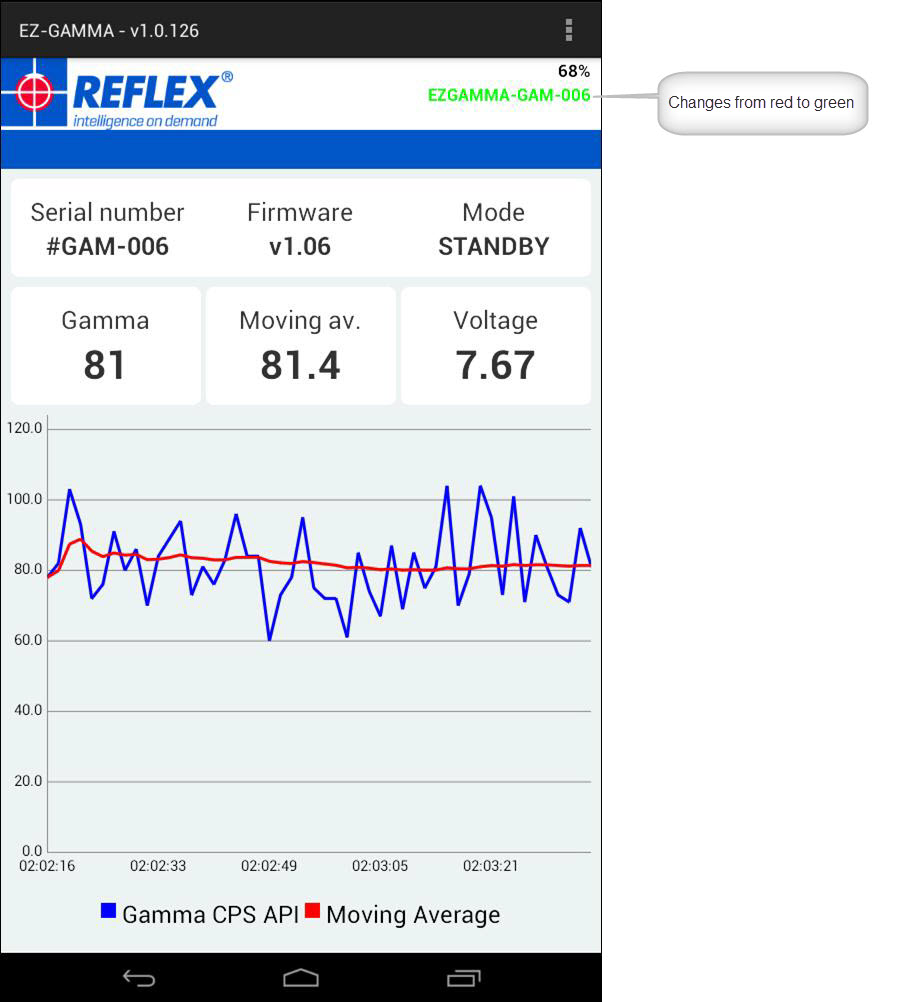 EZ-GAMMA - v1.0.126
68%
REFLEX®
EZGAMMA-GAM-006
Changes from red to green
intelligence on demand
Serial number Firmware Mode
#GAM-006 v1.06 STANDBY
Gamma Moving av. Voltage
81 81.4 7.67
120.0
100.0
80.0
60.0
40.0
20.0
0.0
02:02:16 02:02:33 02:02:49 02:03:05 02:03:21
Gamma CPS API Moving Average